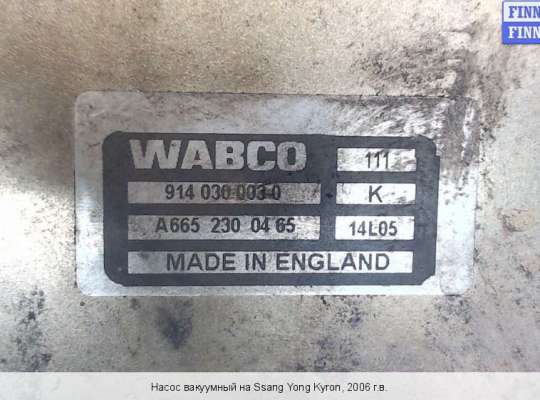 FINN
FINN
WABCO
111
914 030 003 0
K
A665 230 04 65
14L05
MADE IN ENGLAND
Насос вакуумный на Ssang Yong Kyron, 2006 г.в.